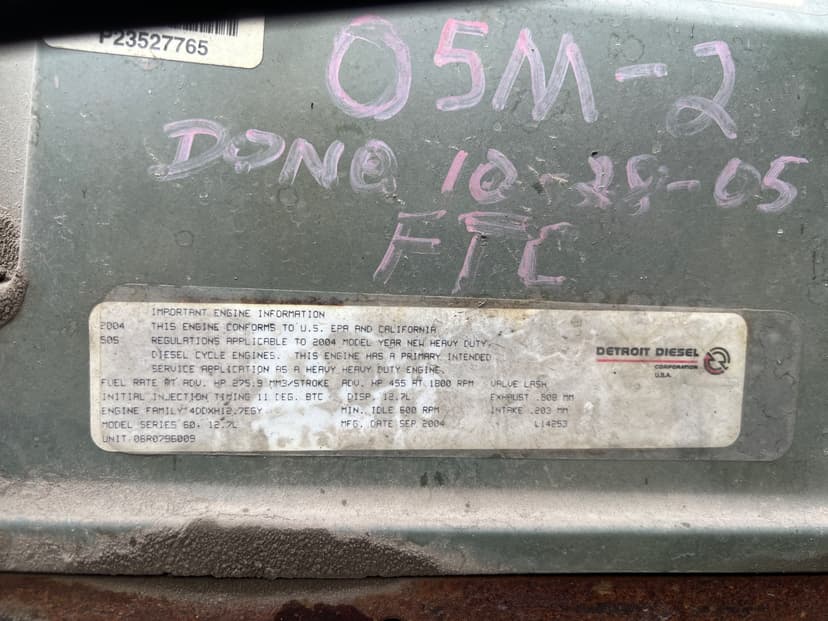 P23527765
05M-2
DONE 10-29-05
FTC
IMPORTANT ENGINE INFORMATION
2004 THIS ENGINE CONFORMS TO U.S. EPA AND CALIFORNIA
505 REGULATIONS APPLICABLE TO 2004 MODEL YEAR NEW HEAVY DUTY
DIESEL CYCLE ENGINES. THIS ENGINE HAS A PRIMARY INTENDED
SERVICE APPLICATION AS A HEAVY HEAVY DUTY ENGINE.
FUEL RATE AT ADV. HP 275.9 MM3/STROKE ADV. HP 455 AT 1800 RPM VALVE LASH
INITIAL INJECTION TIMING 11 DEG. BTC DISP. 12.7L EXHAUST .508 MM
ENGINE FAMILY 4DDXH12.7EGY MIN. IDLE 600 RPM INTAKE .203 MM
MODEL SERIES 60, 12.7L MFG. DATE SEP 2004 L14253
UNIT 06R0796009
DETROIT DIESEL
CORPORATION
U.S.A.